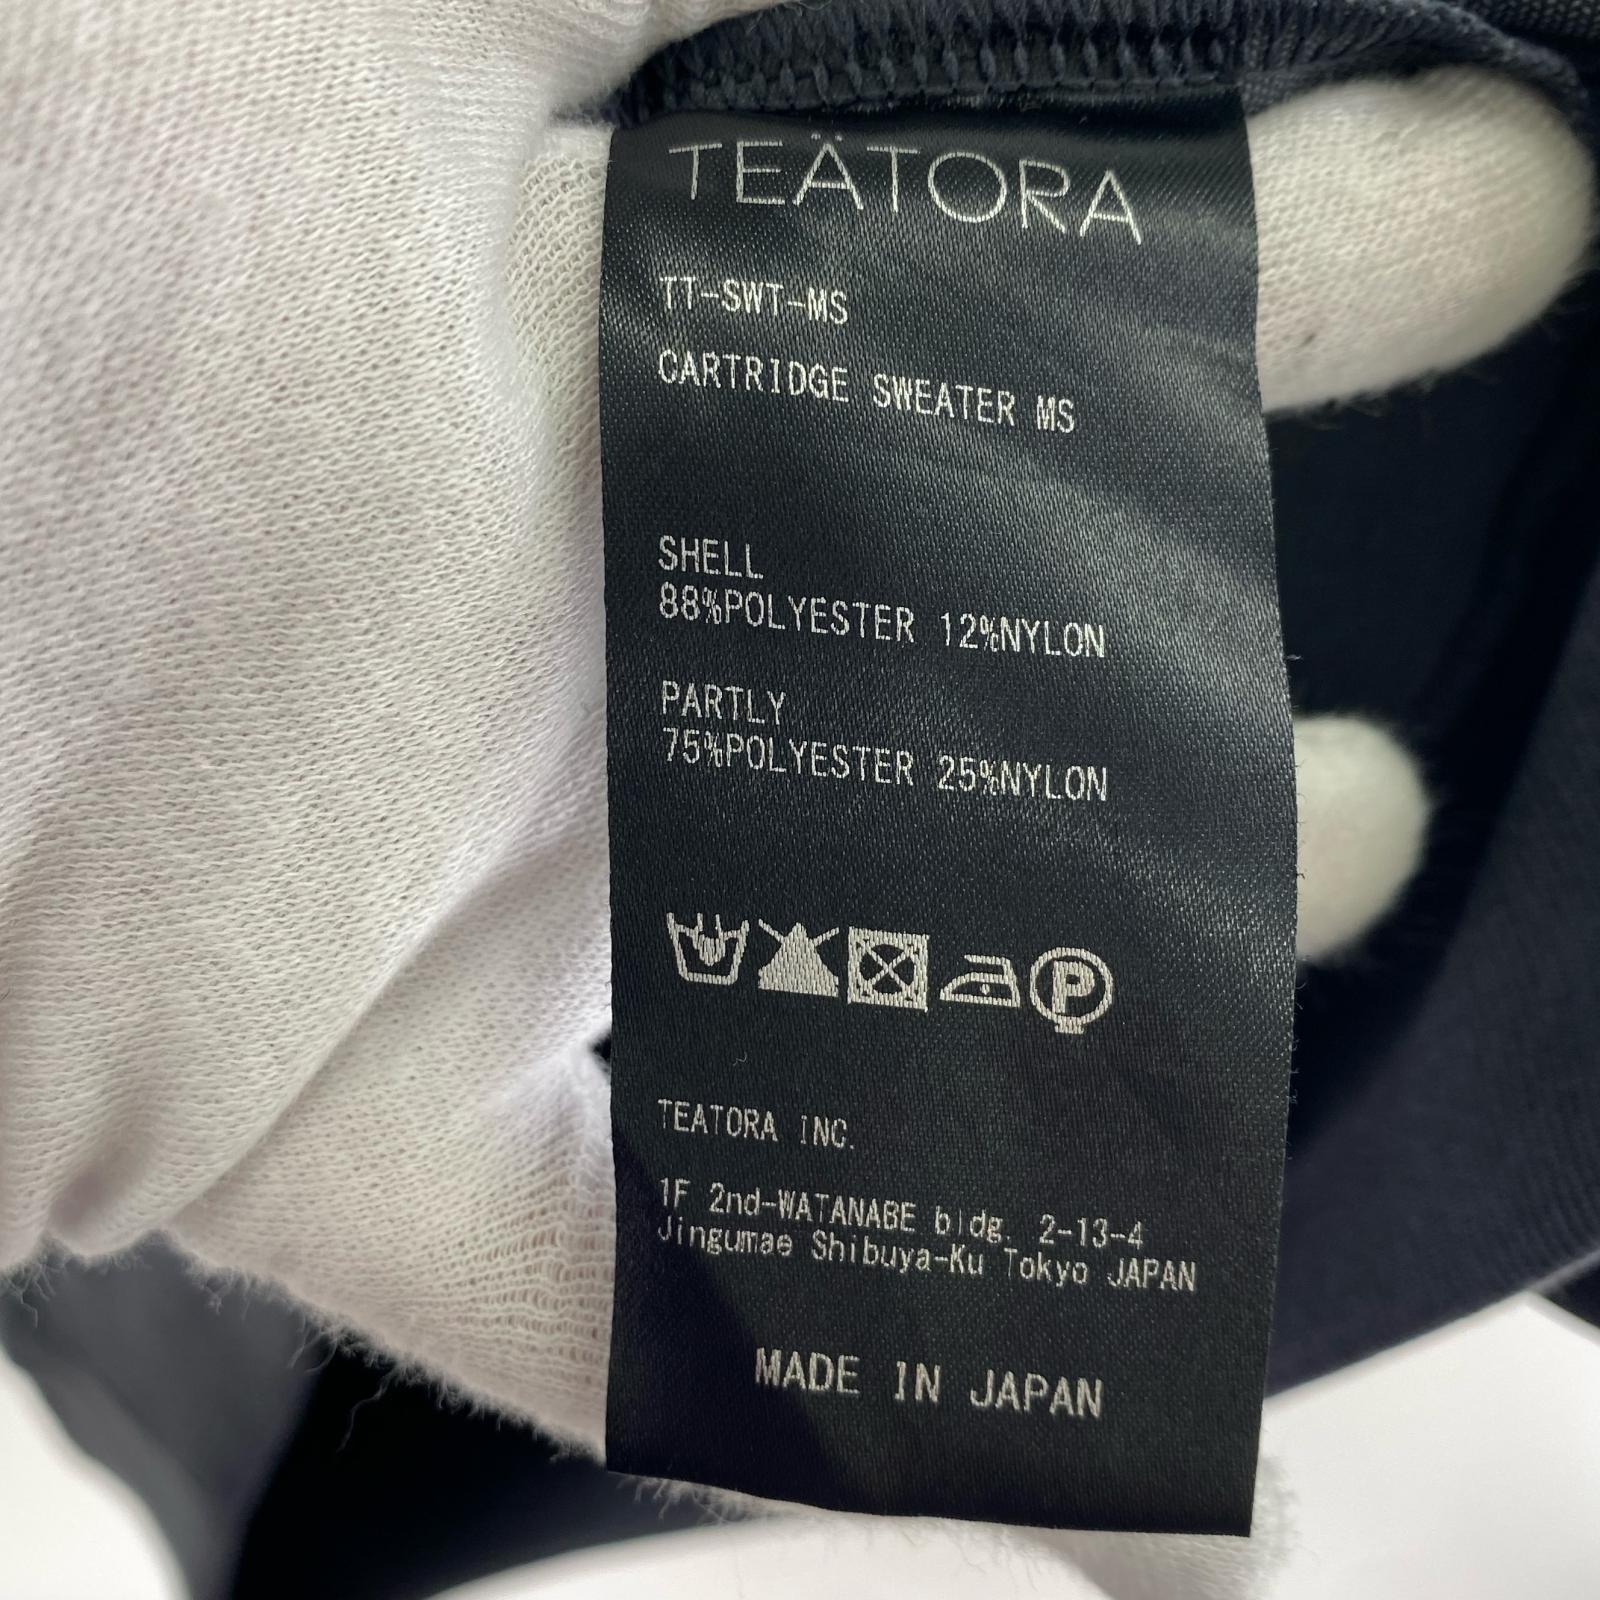 TEÄTORA
TT-SWT-MS
CARTRIDGE SWEATER MS
SHELL
88%POLYESTER 12%NYLON
PARTLY
75%POLYESTER 25%NYLON
P
TEATORA INC.
1F 2nd-WATANABE bldg. 2-13-4
Jingumae Shibuya-Ku Tokyo JAPAN
MADE IN JAPAN